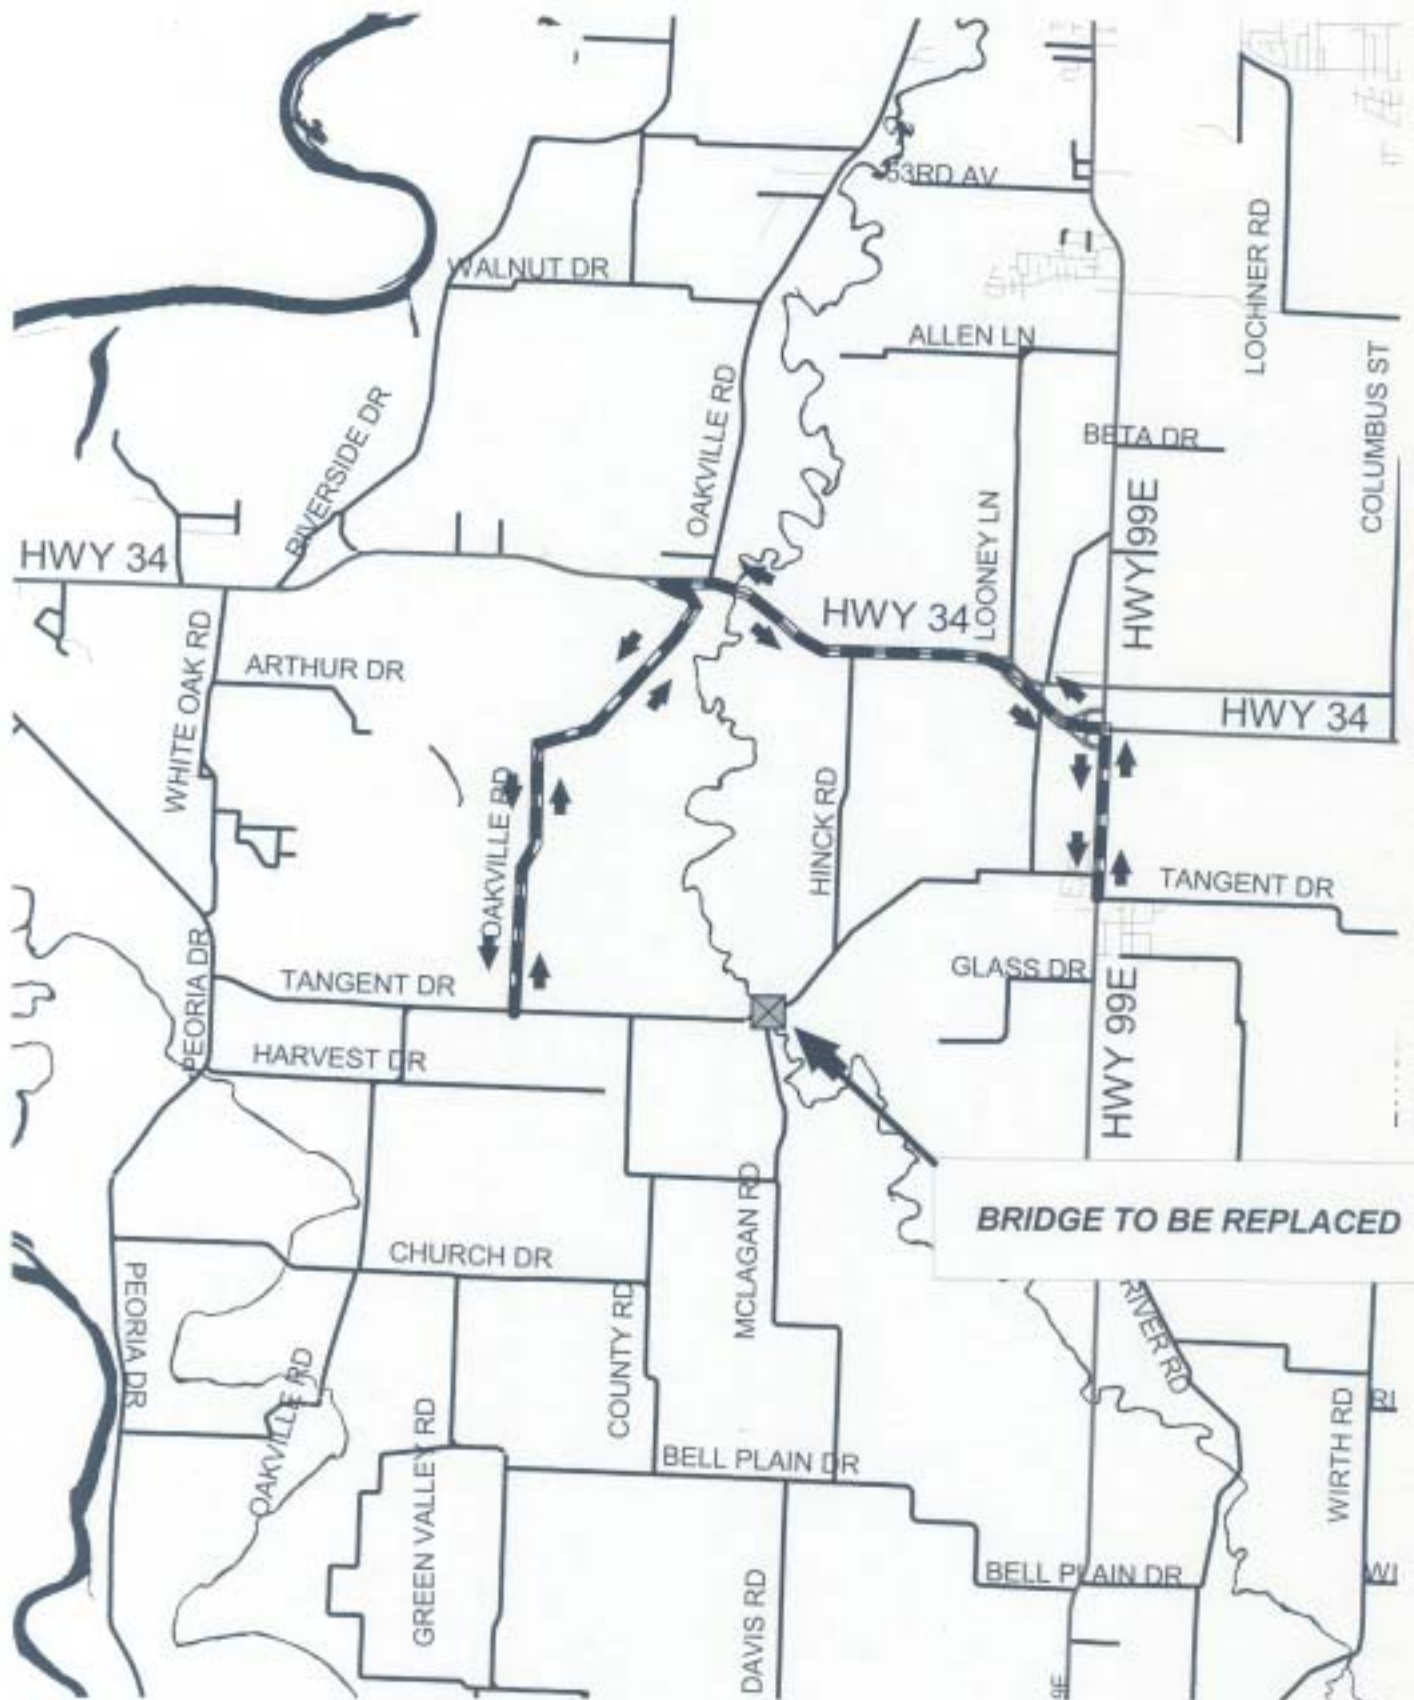 53RD AV
WALNUT DR
LOCHNER RD
ALLEN LN
COLUMBUS ST
OAKVILLE RD
RIVERSIDE DR
BETA DR
HWY 99E
LOONEY LN
HWY 34
HWY 34
WHITE OAK RD
ARTHUR DR
HWY 34
OAKVILLE RD
HINCK RD
TANGENT DR
PEORIA DR
TANGENT DR
GLASS DR
HWY 99E
HARVEST DR
BRIDGE TO BE REPLACED
MCLAGAN RD
CHURCH DR
PEORIA DR
COUNTY RD
RIVER RD
OAKVILLE RD
GREEN VALLEY RD
WIRTH RD
RI
BELL PLAIN DR
BELL PLAIN DR
WI
DAVIS RD
9E